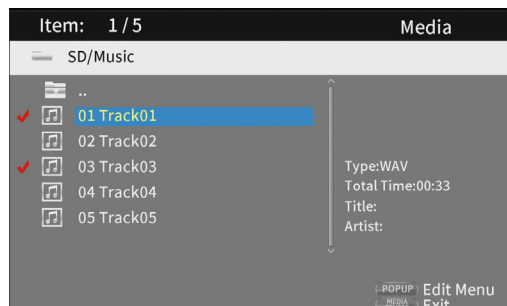 Item: 1/5
Media
SD/Music
..
01 Track01
02 Track02
03 Track03
04 Track04
05 Track05
Type:WAV
Total Time:00:33
Title:
Artist:
POPUP Edit Menu
MEDIA Exit